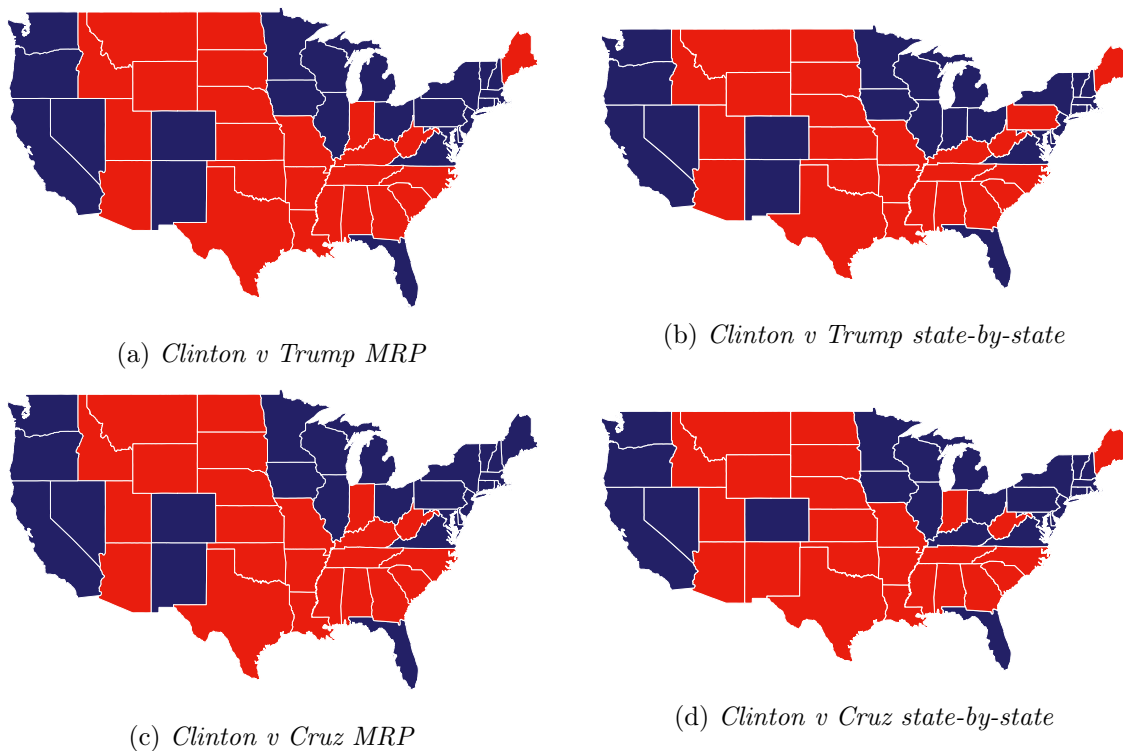 (a) Clinton v Trump MRP
(b) Clinton v Trump state-by-state
(c) Clinton v Cruz MRP
(d) Clinton v Cruz state-by-state